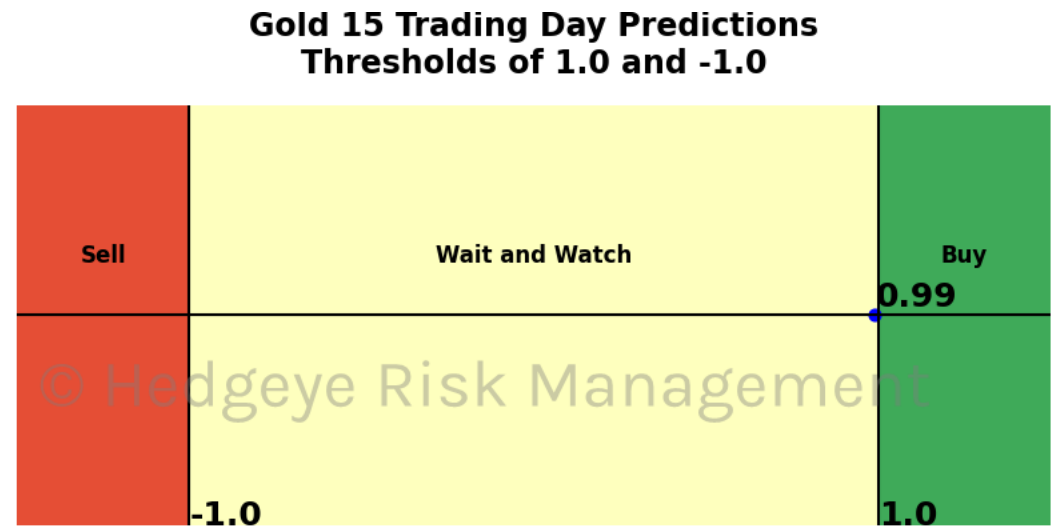 Gold 15 Trading Day Predictions
Thresholds of 1.0 and -1.0
Sell
Wait and Watch
Buy
0.99
© Hedgeye Risk Management
-1.0
1.0